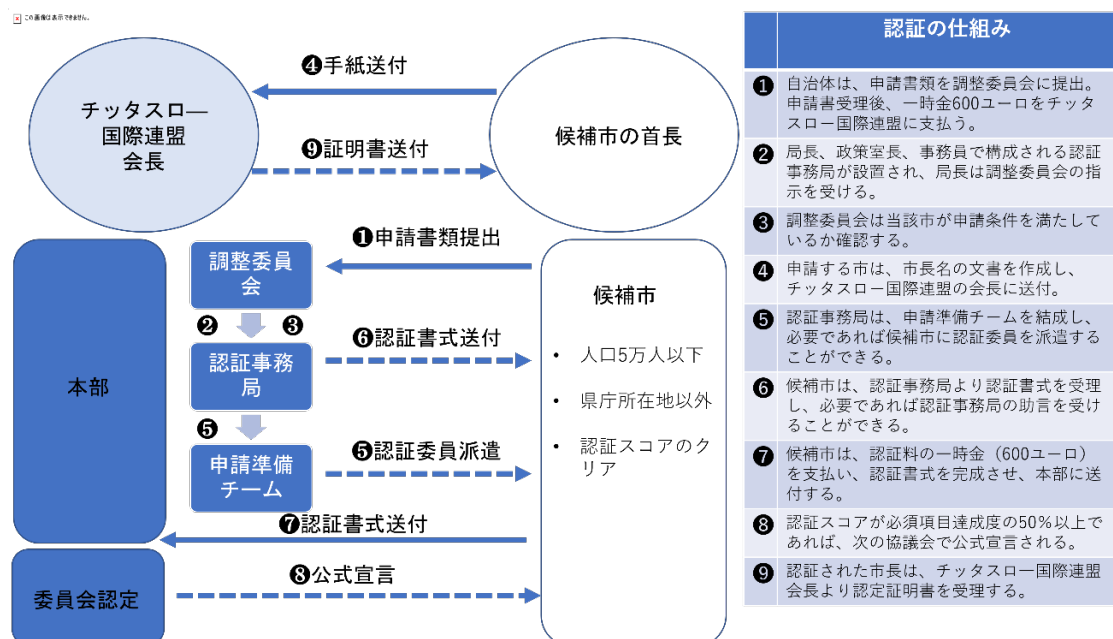 この画像は表示できません。
❹手紙送付
チッタスロ―
国際連盟
会長
候補市の首長
❾証明書送付
❶申請書類提出
調整委員
会
❷
❸
❻認証書式送付
認証事務
局
本部
❺
❺認証委員派遣
申請準備
チーム
❼認証書式送付
候補市
• 人口5万人以下
• 県庁所在地以外
• 認証スコアのク
リア
❽公式宣言
委員会認定
認証の仕組み
❶ 自治体は、申請書類を調整委員会に提出。
申請書受理後、一時金600ユーロをチッタ
スロー国際連盟に支払う。
❷ 局長、政策室長、事務員で構成される認証
事務局が設置され、局長は調整委員会の指
示を受ける。
❸ 調整委員会は当該市が申請条件を満たして
いるか確認する。
❹ 申請する市は、市長名の文書を作成し、
チッタスロー国際連盟の会長に送付。
❺ 認証事務局は、申請準備チームを結成し、
必要であれば候補市に認証委員を派遣する
ことができる。
❻ 候補市は、認証事務局より認証書式を受理
し、必要であれば認証事務局の助言を受け
ることができる。
❼ 候補市は、認証料の一時金（600ユーロ）
を支払い、認証書式を完成させ、本部に送
付する。
❽ 認証スコアが必須項目達成度の50％以上で
あれば、次の協議会で公式宣言される。
❾ 認証された市長は、チッタスロー国際連盟
会長より認定証明書を受理する。